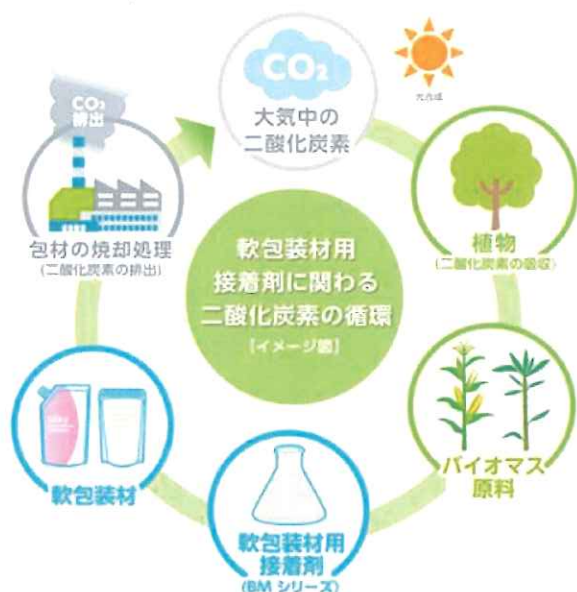 CO₂
大気中の
二酸化炭素
光合成
植物
(二酸化炭素の吸収)
バイオマス
原料
軟包装材用
接着剤
(BM シリーズ)
軟包装材
CO₂
排出
包材の焼却処理
(二酸化炭素の排出)
軟包装材用
接着剤に関わる
二酸化炭素の循環
[イメージ図]